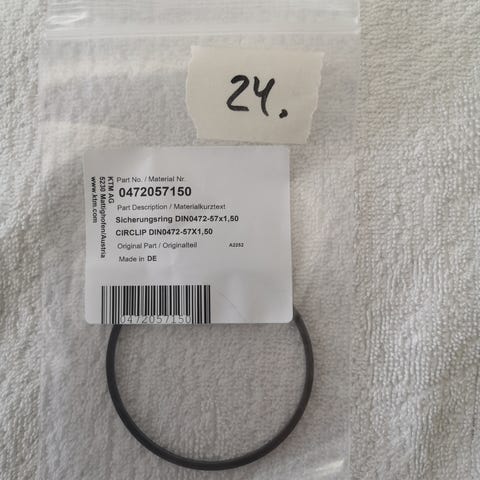 24.
KTM AG
5230 Mattighofen/Austria
www.ktm.com
Part No. / Material Nr.
0472057150
Part Description / Materialkurztext
Sicherungsring DIN0472-57x1,50
CIRCLIP DIN0472-57X1,50
Original Part / Originalteil A2252
Made in DE
0472057150